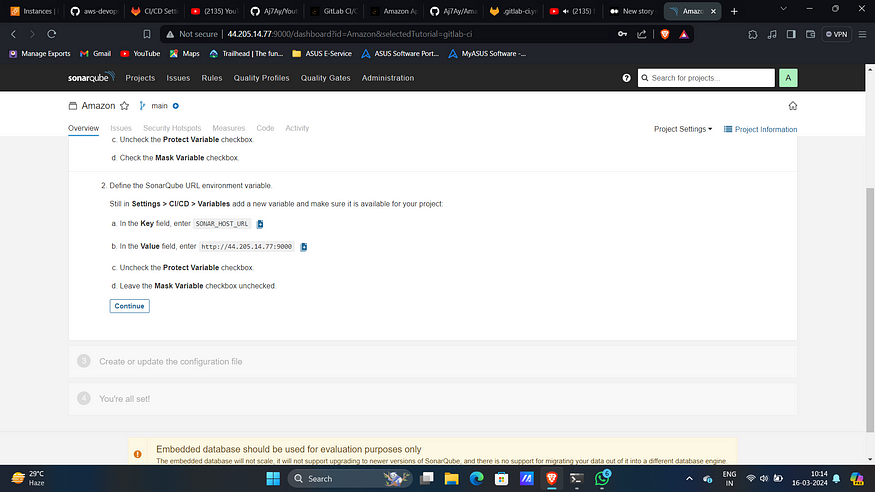 Instances |
aws-devop
CI/CD Setti
(2135) YouT
Aj7Ay/Yout
GitLab CI/C
Amazon Ap
Aj7Ay/Ama
.gitlab-ci.yr
(2135) |
New story
Amaz
Not secure | 44.205.14.77:9000/dashboard?id=Amazon&selectedTutorial=gitlab-ci
VPN
Manage Exports Gmail YouTube Maps Trailhead | The fun... ASUS E-Service ASUS Software Port... MyASUS Software -...
sonarqube Projects Issues Rules Quality Profiles Quality Gates Administration
? Search for projects... A
Amazon main
Overview Issues Security Hotspots Measures Code Activity
Project Settings Project Information
c. Uncheck the Protect Variable checkbox.
d. Check the Mask Variable checkbox.
2. Define the SonarQube URL environment variable.
Still in Settings > CI/CD > Variables add a new variable and make sure it is available for your project:
a. In the Key field, enter SONAR_HOST_URL
b. In the Value field, enter http://44.205.14.77:9000
c. Uncheck the Protect Variable checkbox.
d. Leave the Mask Variable checkbox unchecked.
Continue
3 Create or update the configuration file
4 You're all set!
Embedded database should be used for evaluation purposes only
The embedded database will not scale, it will not support upgrading to newer versions of SonarQube, and there is no support for migrating your data out of it into a different database engine
29°C
Haze
Search
ENG
IN
10:14
16-03-2024